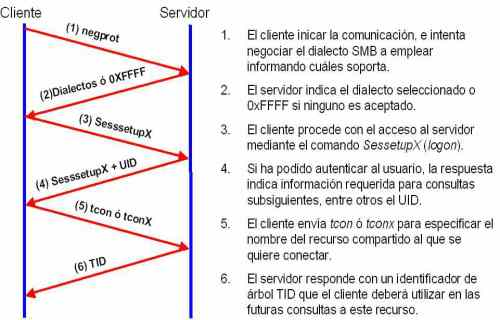 Cliente
Servidor
(1) negprot
(2)Dialectos ó 0XFFFF
(3) SesssetupX
(4) SesssetupX + UID
(5) tcon ó tconX
(6) TID
1. El cliente inicar la comunicación, e intenta
negociar el dialecto SMB a emplear
informando cuáles soporta.
2. El servidor indica el dialecto seleccionado o
0xFFFF si ninguno es aceptado.
3. El cliente procede con el acceso al servidor
mediante el comando SessetupX (logon).
4. Si ha podido autenticar al usuario, la respuesta
indica información requerida para consultas
subsiguientes, entre otros el UID.
5. El cliente envía tcon ó tconx para especificar el
nombre del recurso compartido al que se
quiere conectar.
6. El servidor responde con un identificador de
árbol TID que el cliente deberá utilizar en las
futuras consultas a este recurso.